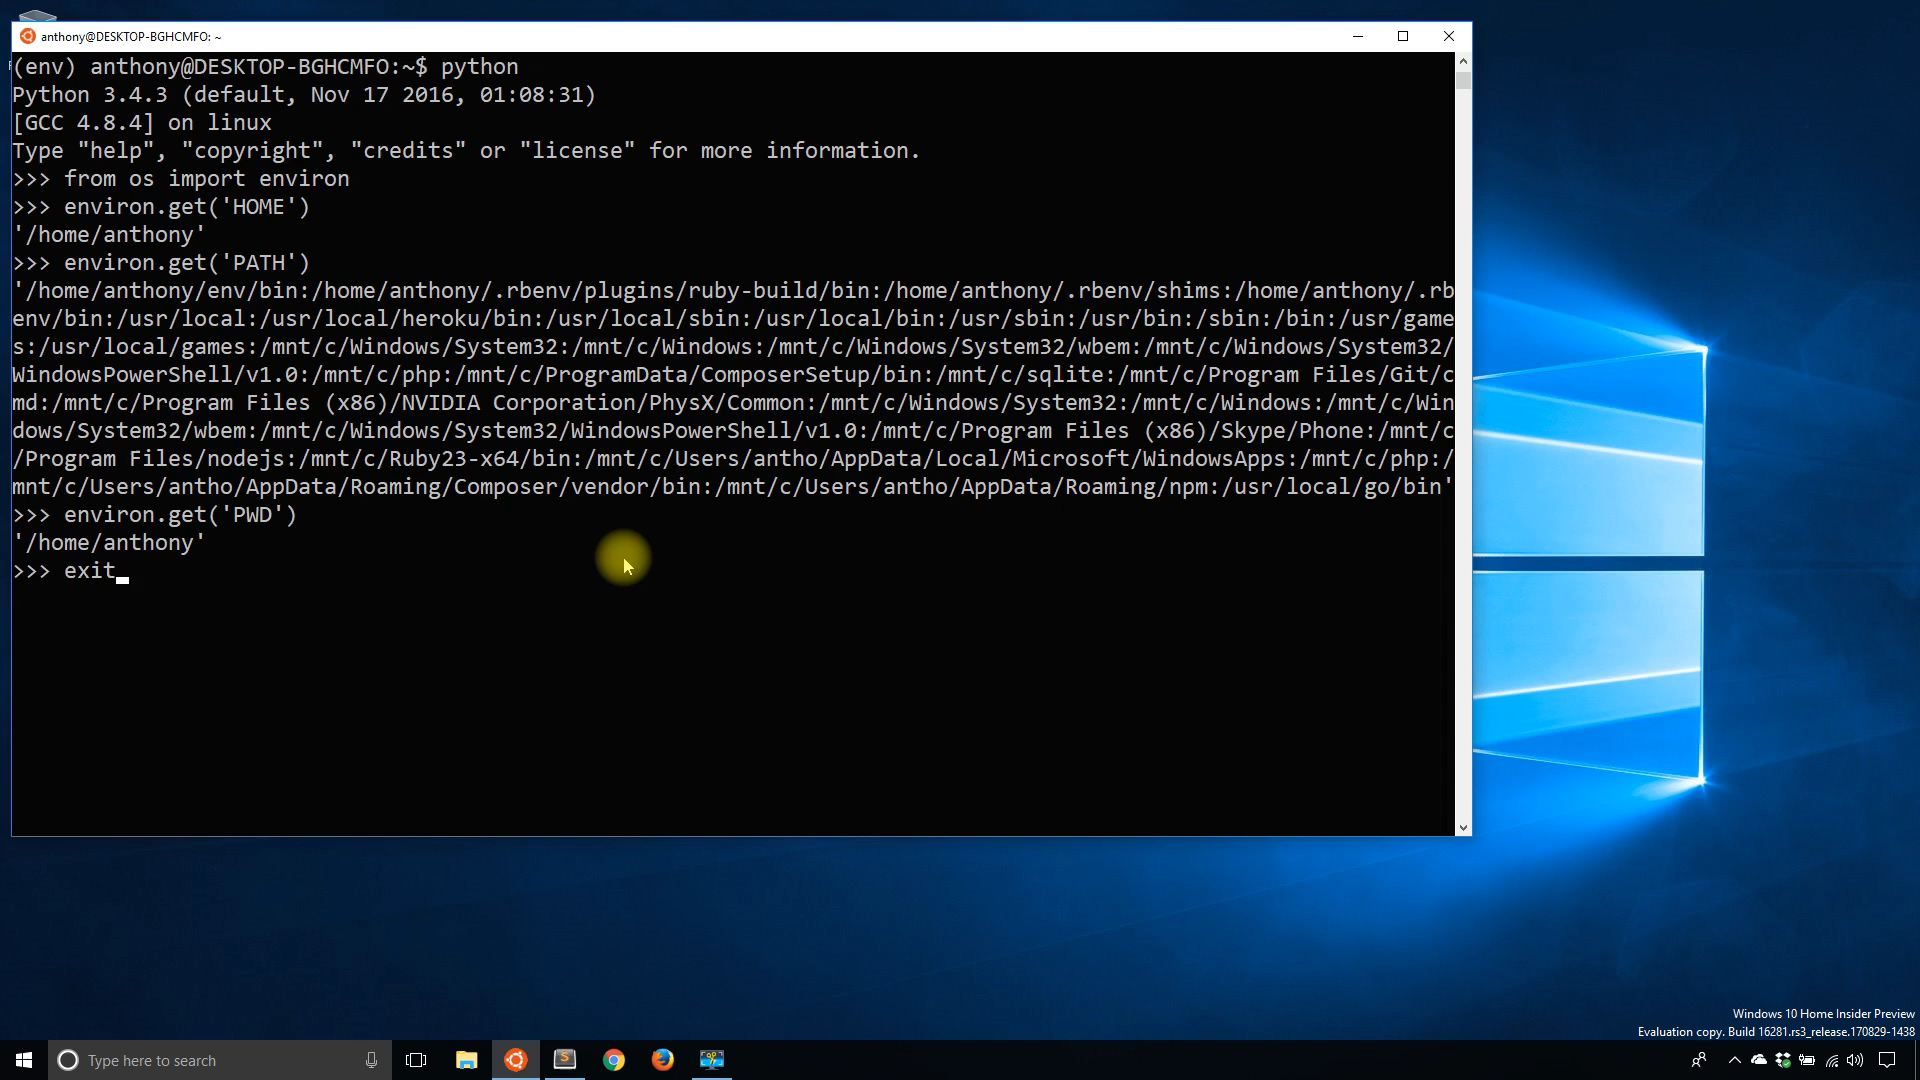 anthony@DESKTOP-BGHCMFO: ~
(env) anthony@DESKTOP-BGHCMFO:~$ python
Python 3.4.3 (default, Nov 17 2016, 01:08:31)
[GCC 4.8.4] on linux
Type "help", "copyright", "credits" or "license" for more information.
>>> from os import environ
>>> environ.get('HOME')
'/home/anthony'
>>> environ.get('PATH')
'/home/anthony/env/bin:/home/anthony/.rbenv/plugins/ruby-build/bin:/home/anthony/.rbenv/shims:/home/anthony/.rb
env/bin:/usr/local:/usr/local/heroku/bin:/usr/local/sbin:/usr/local/bin:/usr/sbin:/usr/bin:/sbin:/bin:/usr/game
s:/usr/local/games:/mnt/c/Windows/System32:/mnt/c/Windows:/mnt/c/Windows/System32/wbem:/mnt/c/Windows/System32/
WindowsPowerShell/v1.0:/mnt/c/php:/mnt/c/ProgramData/ComposerSetup/bin:/mnt/c/sqlite:/mnt/c/Program Files/Git/c
md:/mnt/c/Program Files (x86)/NVIDIA Corporation/PhysX/Common:/mnt/c/Windows/System32:/mnt/c/Windows:/mnt/c/Win
dows/System32/wbem:/mnt/c/Windows/System32/WindowsPowerShell/v1.0:/mnt/c/Program Files (x86)/Skype/Phone:/mnt/c
/Program Files/nodejs:/mnt/c/Ruby23-x64/bin:/mnt/c/Users/antho/AppData/Local/Microsoft/WindowsApps:/mnt/c/php:/
mnt/c/Users/antho/AppData/Roaming/Composer/vendor/bin:/mnt/c/Users/antho/AppData/Roaming/npm:/usr/local/go/bin'
>>> environ.get('PWD')
'/home/anthony'
>>> exit
Windows 10 Home Insider Preview
Evaluation copy. Build 16281.rs3_release.170829-1438
Type here to search